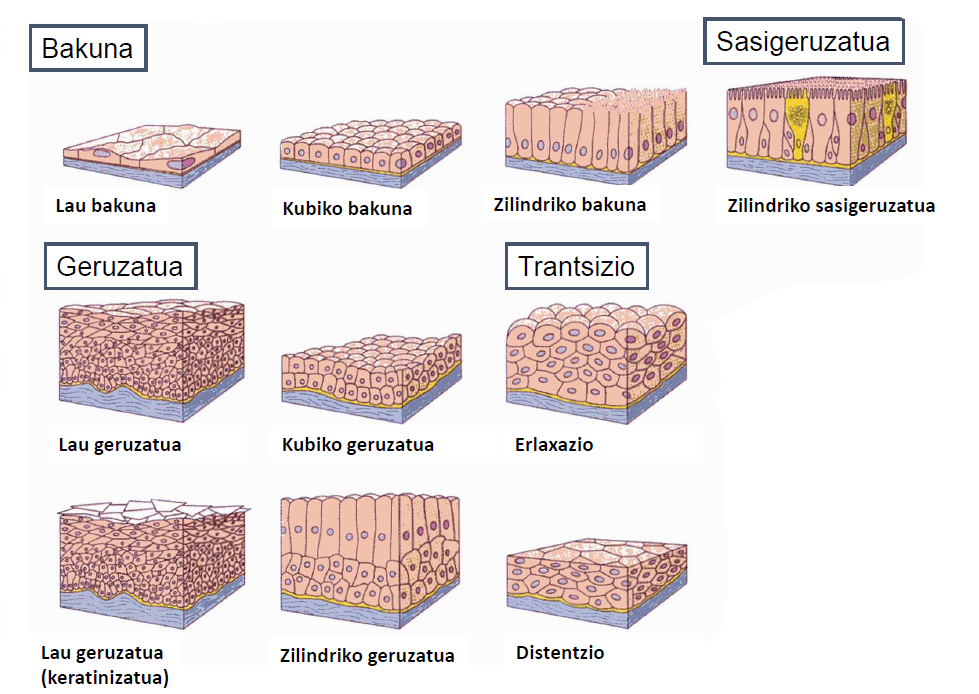 Bakuna
Sasigeruzatua
Lau bakuna
Kubiko bakuna
Zilindriko bakuna
Zilindriko sasigeruzatua
Geruzatua
Trantsizio
Lau geruzatua
Kubiko geruzatua
Erlaxazio
Lau geruzatua
(keratinizatua)
Zilindriko geruzatua
Distentzio